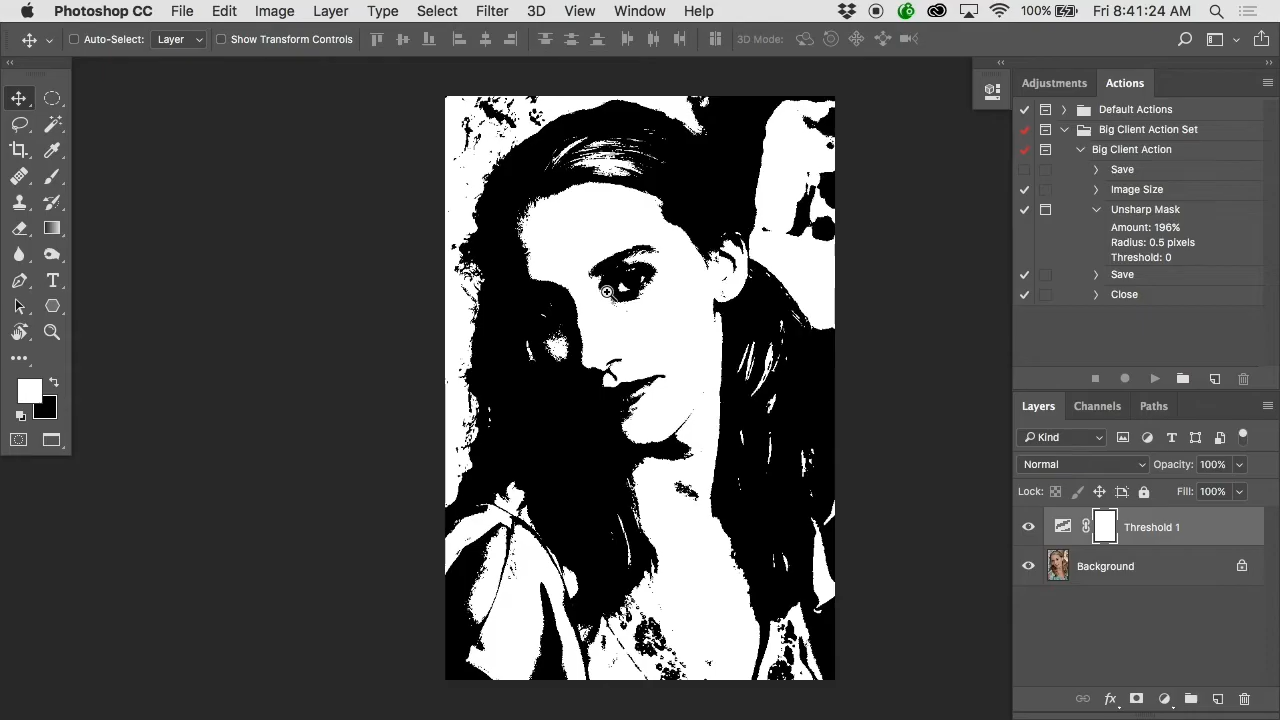 Photoshop CC File Edit Image Layer Type Select Filter 3D View Window Help 100% Fri 8:41:24 AM
Auto-Select: Layer Show Transform Controls 3D Mode:
Adjustments Actions
Default Actions
Big Client Action Set
Big Client Action
Save
Image Size
Unsharp Mask
Amount: 196%
Radius: 0.5 pixels
Threshold: 0
Save
Close
Layers Channels Paths
Kind
Normal Opacity: 100%
Lock: Fill: 100%
Threshold 1
Background